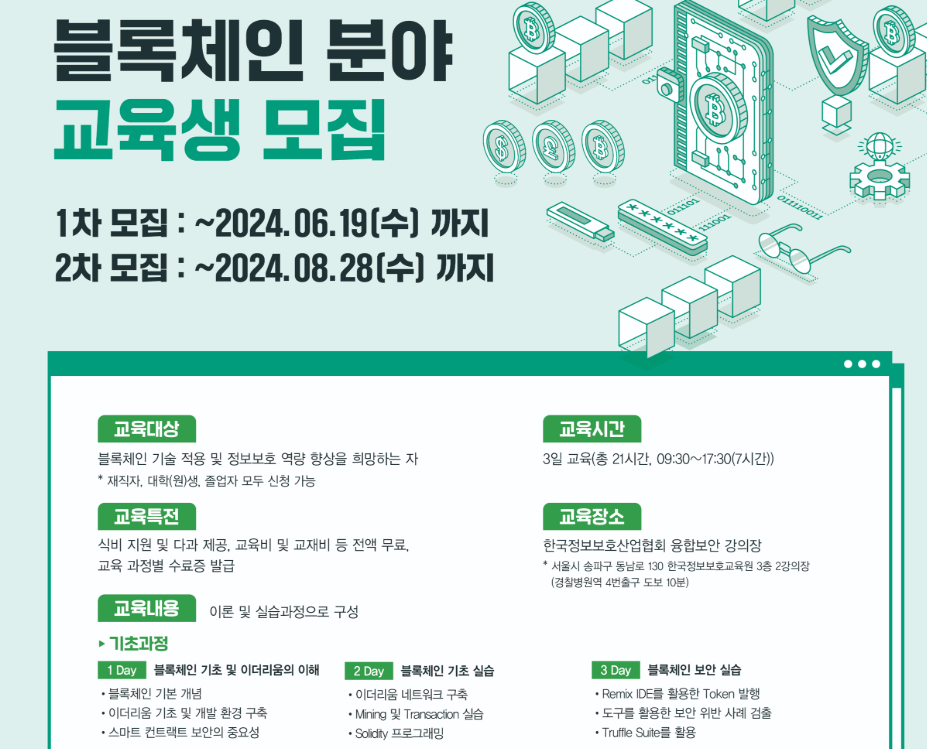 블록체인 분야
교육생 모집
1차 모집 : ~2024.06.19(수) 까지
2차 모집 : ~2024.08.28(수) 까지
교육대상
블록체인 기술 적용 및 정보보호 역량 향상을 희망하는 자
* 재직자, 대학(원)생, 졸업자 모두 신청 가능
교육시간
3일 교육(총 21시간, 09:30~17:30(7시간))
교육특전
식비 지원 및 다과 제공, 교육비 및 교재비 등 전액 무료,
교육 과정별 수료증 발급
교육장소
한국정보보호산업협회 융합보안 강의장
* 서울시 송파구 동남로 130 한국정보보호교육원 3층 2강의장
(경찰병원역 4번출구 도보 10분)
교육내용 이론 및 실습과정으로 구성
▸ 기초과정
1 Day 블록체인 기초 및 이더리움의 이해
• 블록체인 기본 개념
• 이더리움 기초 및 개발 환경 구축
• 스마트 컨트랙트 보안의 중요성
2 Day 블록체인 기초 실습
• 이더리움 네트워크 구축
• Mining 및 Transaction 실습
• Solidity 프로그래밍
3 Day 블록체인 보안 실습
• Remix IDE를 활용한 Token 발행
• 도구를 활용한 보안 위반 사례 검출
• Truffle Suite를 활용